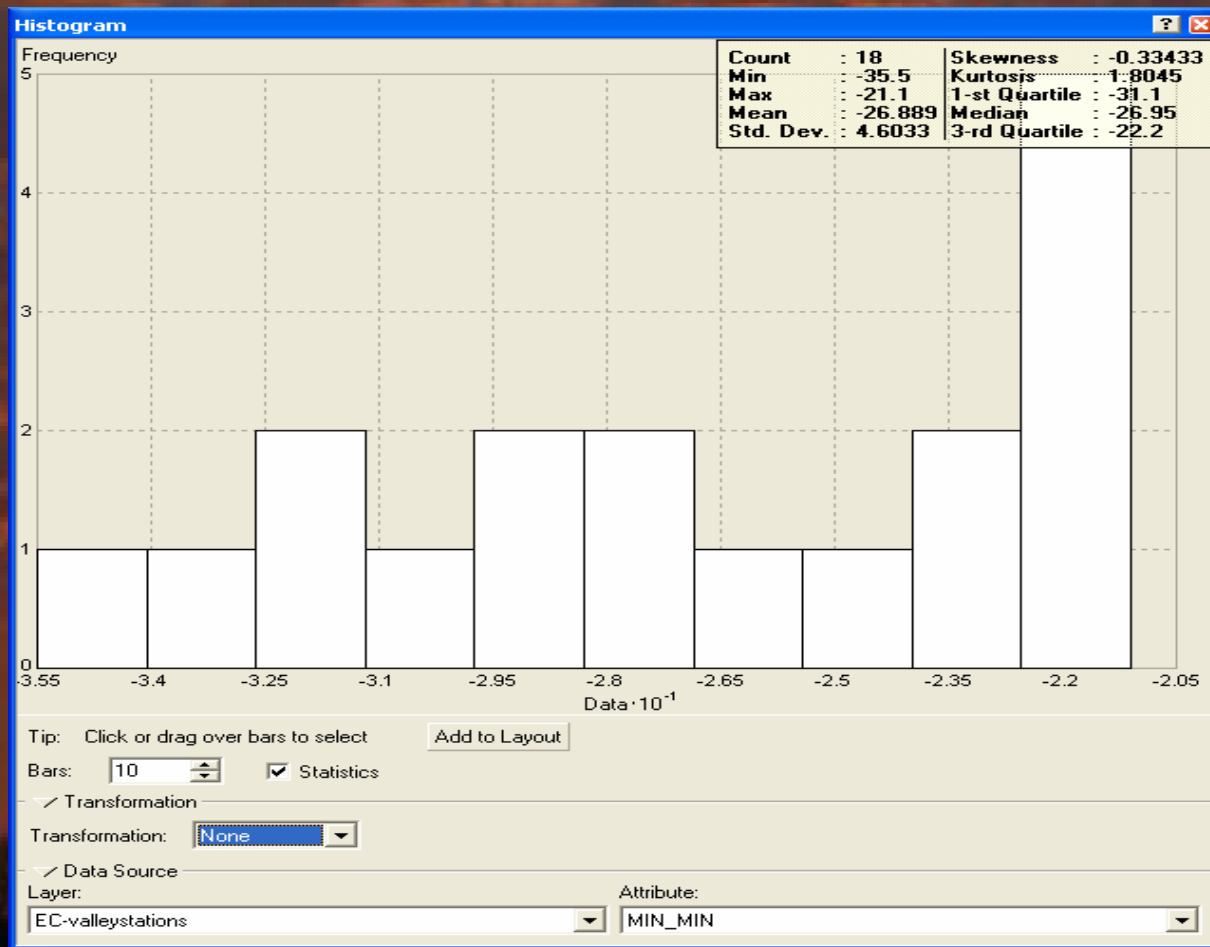 Histogram
?
Frequency
Count : 18 Skewness : -0.33433
Min : -35.5 Kurtosis : 1.8045
Max : -21.1 1-st Quartile : -31.1
Mean : -26.889 Median : -26.95
Std. Dev. : 4.6033 3-rd Quartile : -22.2
5
4
3
2
1
0
-3.55 -3.4 -3.25 -3.1 -2.95 -2.8 -2.65 -2.5 -2.35 -2.2 -2.05
Data·10⁻¹
Tip: Click or drag over bars to select Add to Layout
Bars: 10 Statistics
Transformation
Transformation: None
Data Source
Layer: Attribute:
EC-valleystations MIN_MIN